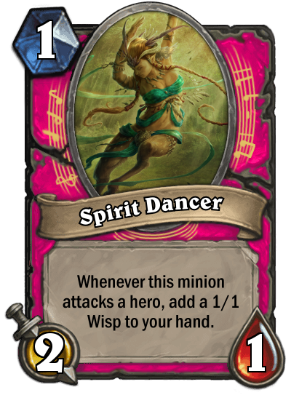 1
Spirit Dancer
Whenever this minion
attacks a hero, add a 1/1
Wisp to your hand.
2
1